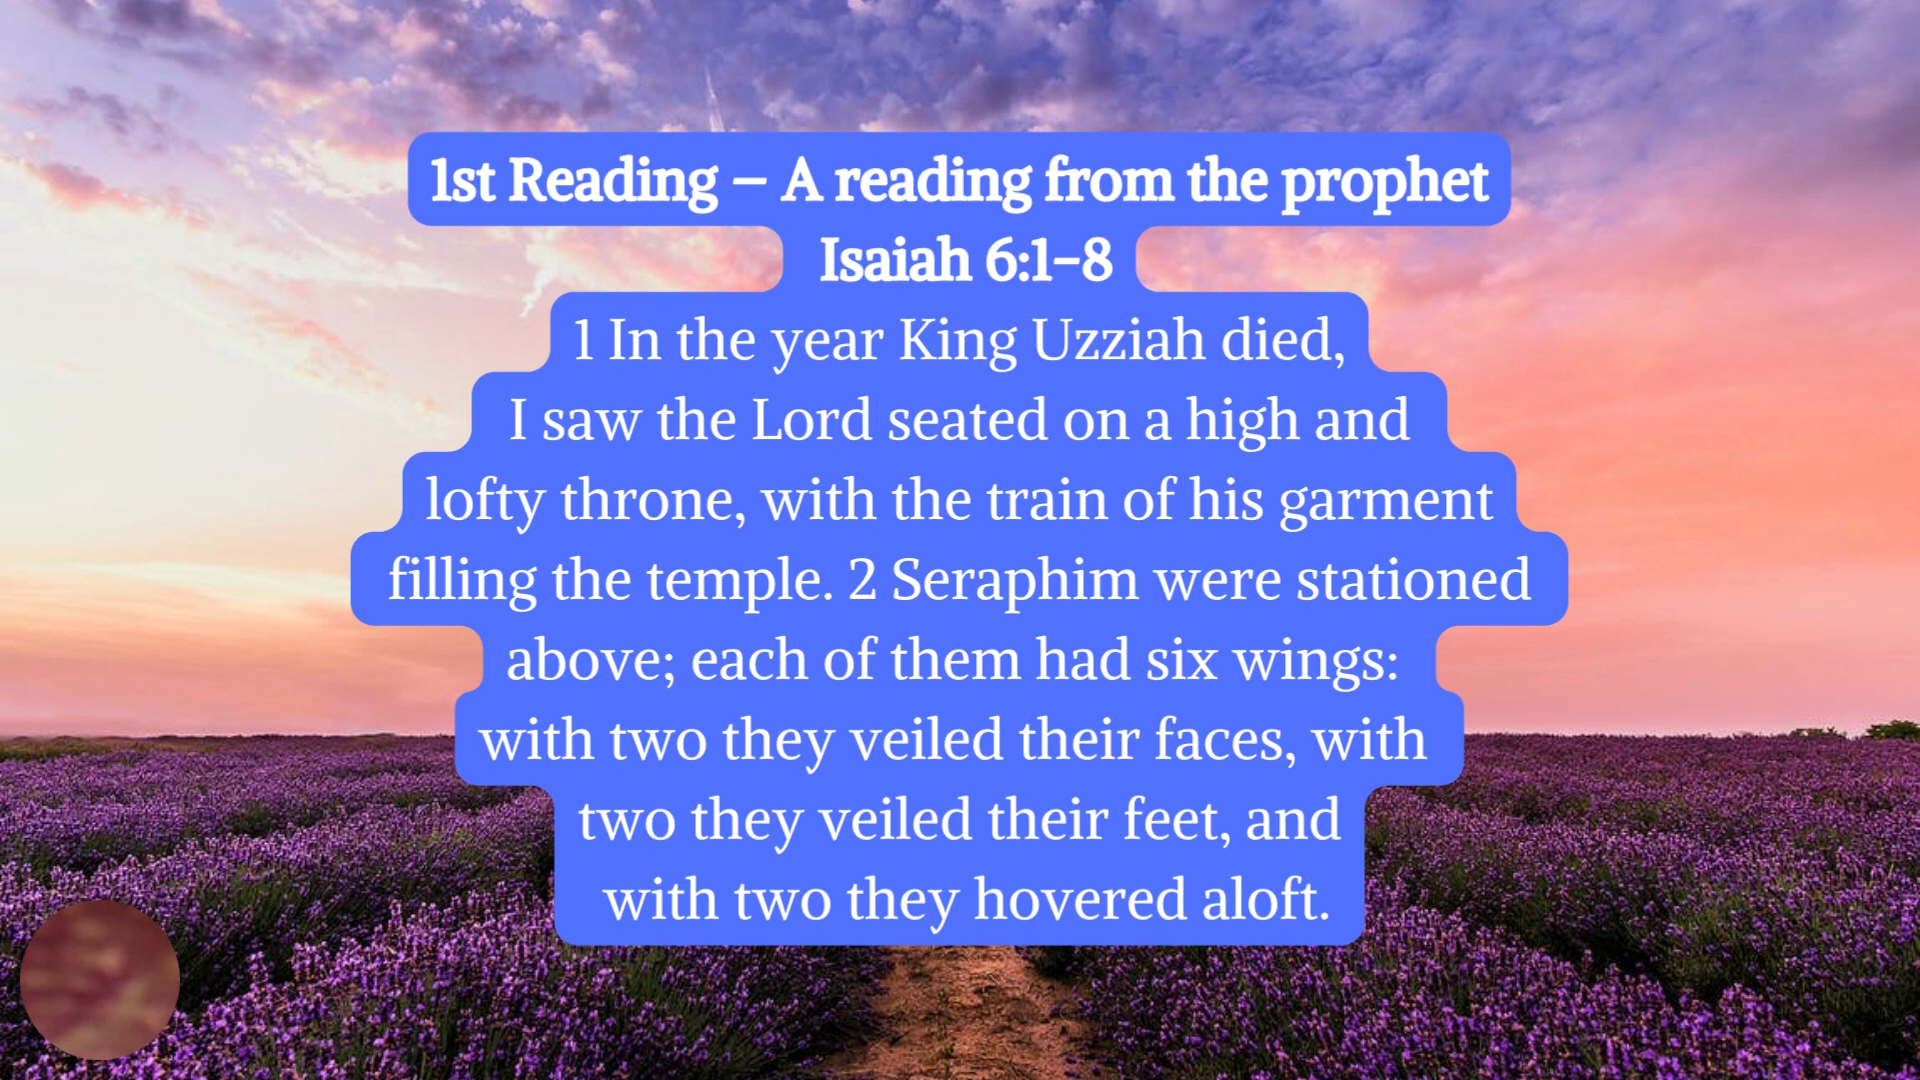 1st Reading – A reading from the prophet
Isaiah 6:1-8
1 In the year King Uzziah died,
I saw the Lord seated on a high and
lofty throne, with the train of his garment
filling the temple. 2 Seraphim were stationed
above; each of them had six wings:
with two they veiled their faces, with
two they veiled their feet, and
with two they hovered aloft.